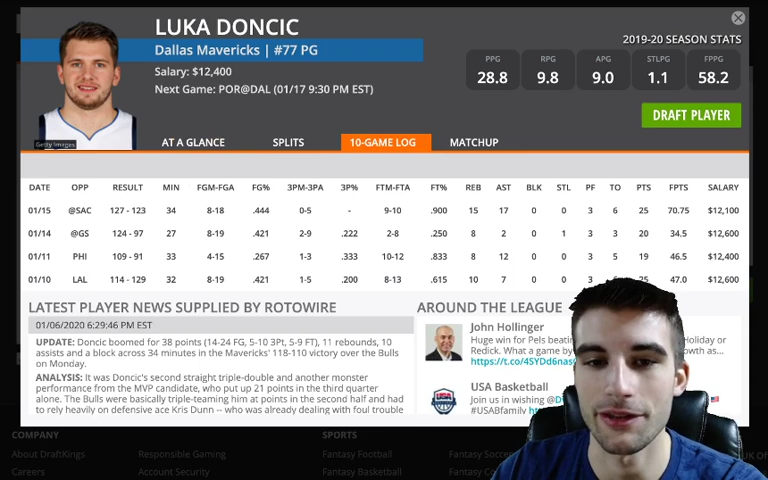 LUKA DONCIC
Dallas Mavericks | #77 PG
Salary: $12,400
Next Game: POR@DAL (01/17 9:30 PM EST)
2019-20 SEASON STATS
PPG RPG APG STLPG FPPG
28.8 9.8 9.0 1.1 58.2
DRAFT PLAYER
Getty Images
AT A GLANCE SPLITS 10-GAME LOG MATCHUP
DATE OPP RESULT MIN FGM-FGA FG% 3PM-3PA 3P% FTM-FTA FT% REB AST BLK STL PF TO PTS FPTS SALARY
01/15 @SAC 127 - 123 34 8-18 .444 0-5 - 9-10 .900 15 17 0 0 3 6 25 70.75 $12,100
01/14 @GS 124 - 97 27 8-19 .421 2-9 .222 2-8 .250 8 2 0 1 3 3 20 34.5 $12,600
01/11 PHI 109 - 91 33 4-15 .267 1-3 .333 10-12 .833 8 12 0 0 3 5 19 46.5 $12,400
01/10 LAL 114 - 129 32 8-19 .421 1-5 .200 8-13 .615 10 7 0 0 3 25 47.0 $12,600
LATEST PLAYER NEWS SUPPLIED BY ROTOWIRE
01/06/2020 6:29:46 PM EST
UPDATE: Doncic boomed for 38 points (14-24 FG, 5-10 3Pt, 5-9 FT), 11 rebounds, 10
assists and a block across 34 minutes in the Mavericks' 118-110 victory over the Bulls
on Monday.
ANALYSIS: It was Doncic's second straight triple-double and another monster
performance from the MVP candidate, who put up 21 points in the third quarter
alone. The Bulls were basically triple-teaming him at points in the second half and had
to rely heavily on defensive ace Kris Dunn -- who was already dealing with foul trouble
AROUND THE LEAGUE
John Hollinger
Huge win for Pels beatin Holiday or
Redick. What a game by owth as...
https://t.co/4SYDd6nas
USA Basketball
Join us in wishing @D
#USABfamily
COMPANY SPORTS
About DraftKings Responsible Gaming Fantasy Football Fantasy Soccer
Careers Account Security Fantasy Basketball